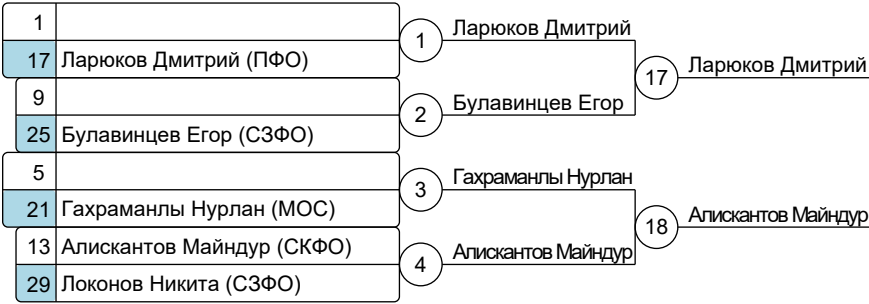 1
17 Ларюков Дмитрий (ПФО)
1
Ларюков Дмитрий
9
25 Булавинцев Егор (СЗФО)
2
Булавинцев Егор
17
Ларюков Дмитрий
5
21 Гахраманлы Нурлан (МОС)
3
Гахраманлы Нурлан
13 Алискантов Майндур (СКФО)
29 Локонов Никита (СЗФО)
4
Алискантов Майндур
18
Алискантов Майндур